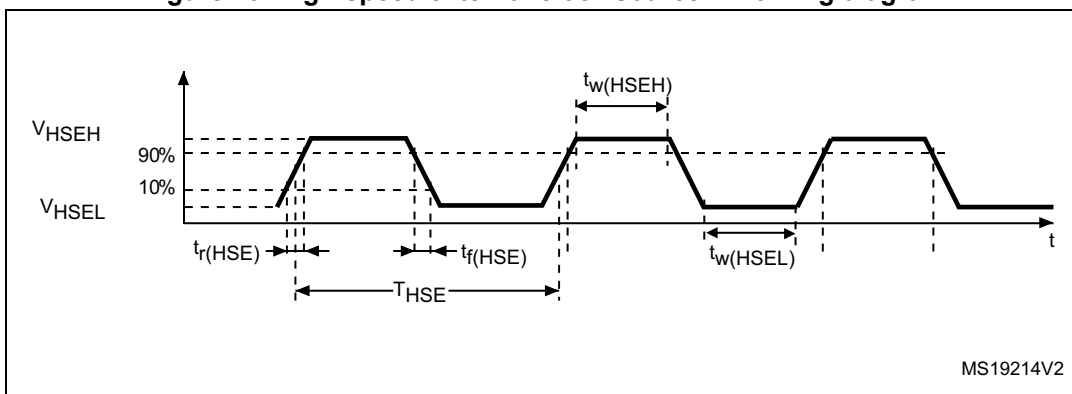 tw(HSEH)
VHSEH
90%
10%
VHSEL
tr(HSE)
tf(HSE)
tw(HSEL)
t
THSE
MS19214V2